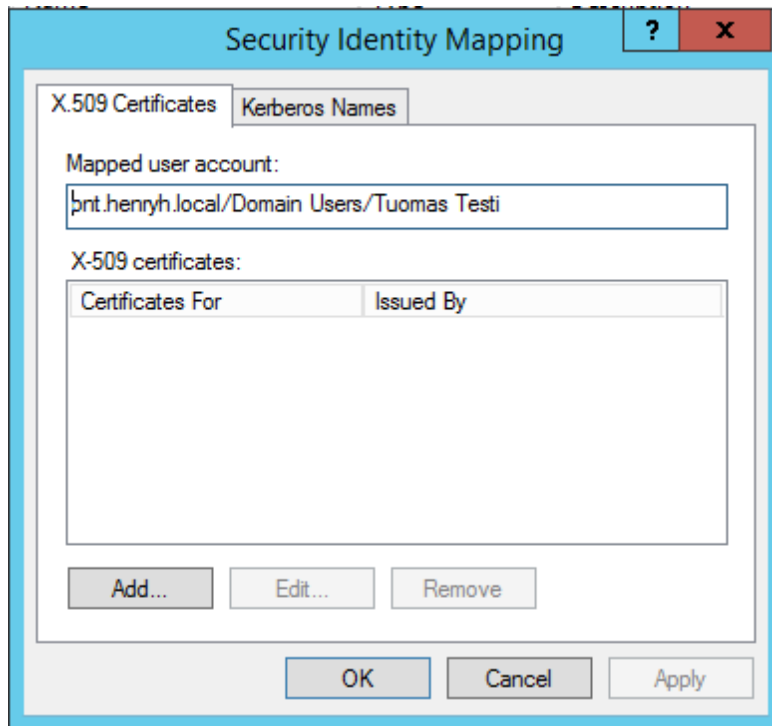 Security Identity Mapping
?
x
X.509 Certificates
Kerberos Names
Mapped user account:
pnt.henryh.local/Domain Users/Tuomas Testi
X-509 certificates:
Certificates For
Issued By
Add...
Edit...
Remove
OK
Cancel
Apply